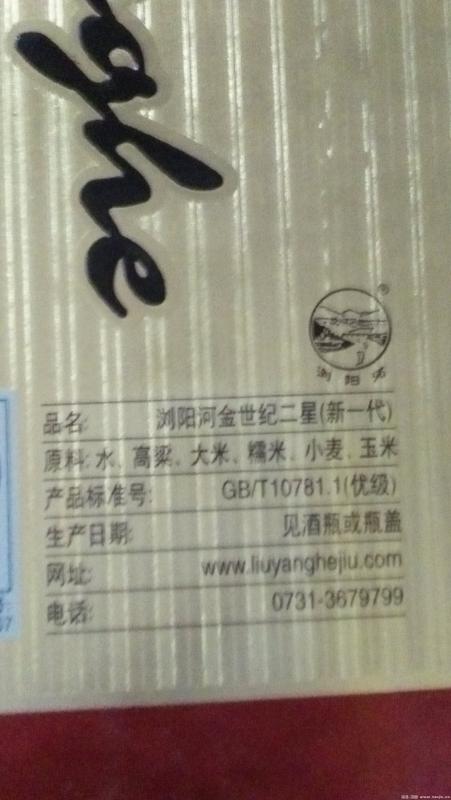 ghe
®
浏阳河
品名: 浏阳河金世纪二星(新一代)
原料: 水、高粱、大米、糯米、小麦、玉米
产品标准号: GB/T10781.1(优级)
生产日期: 见酒瓶或瓶盖
网址: www.liuyanghejiu.com
电话: 0731-3679799